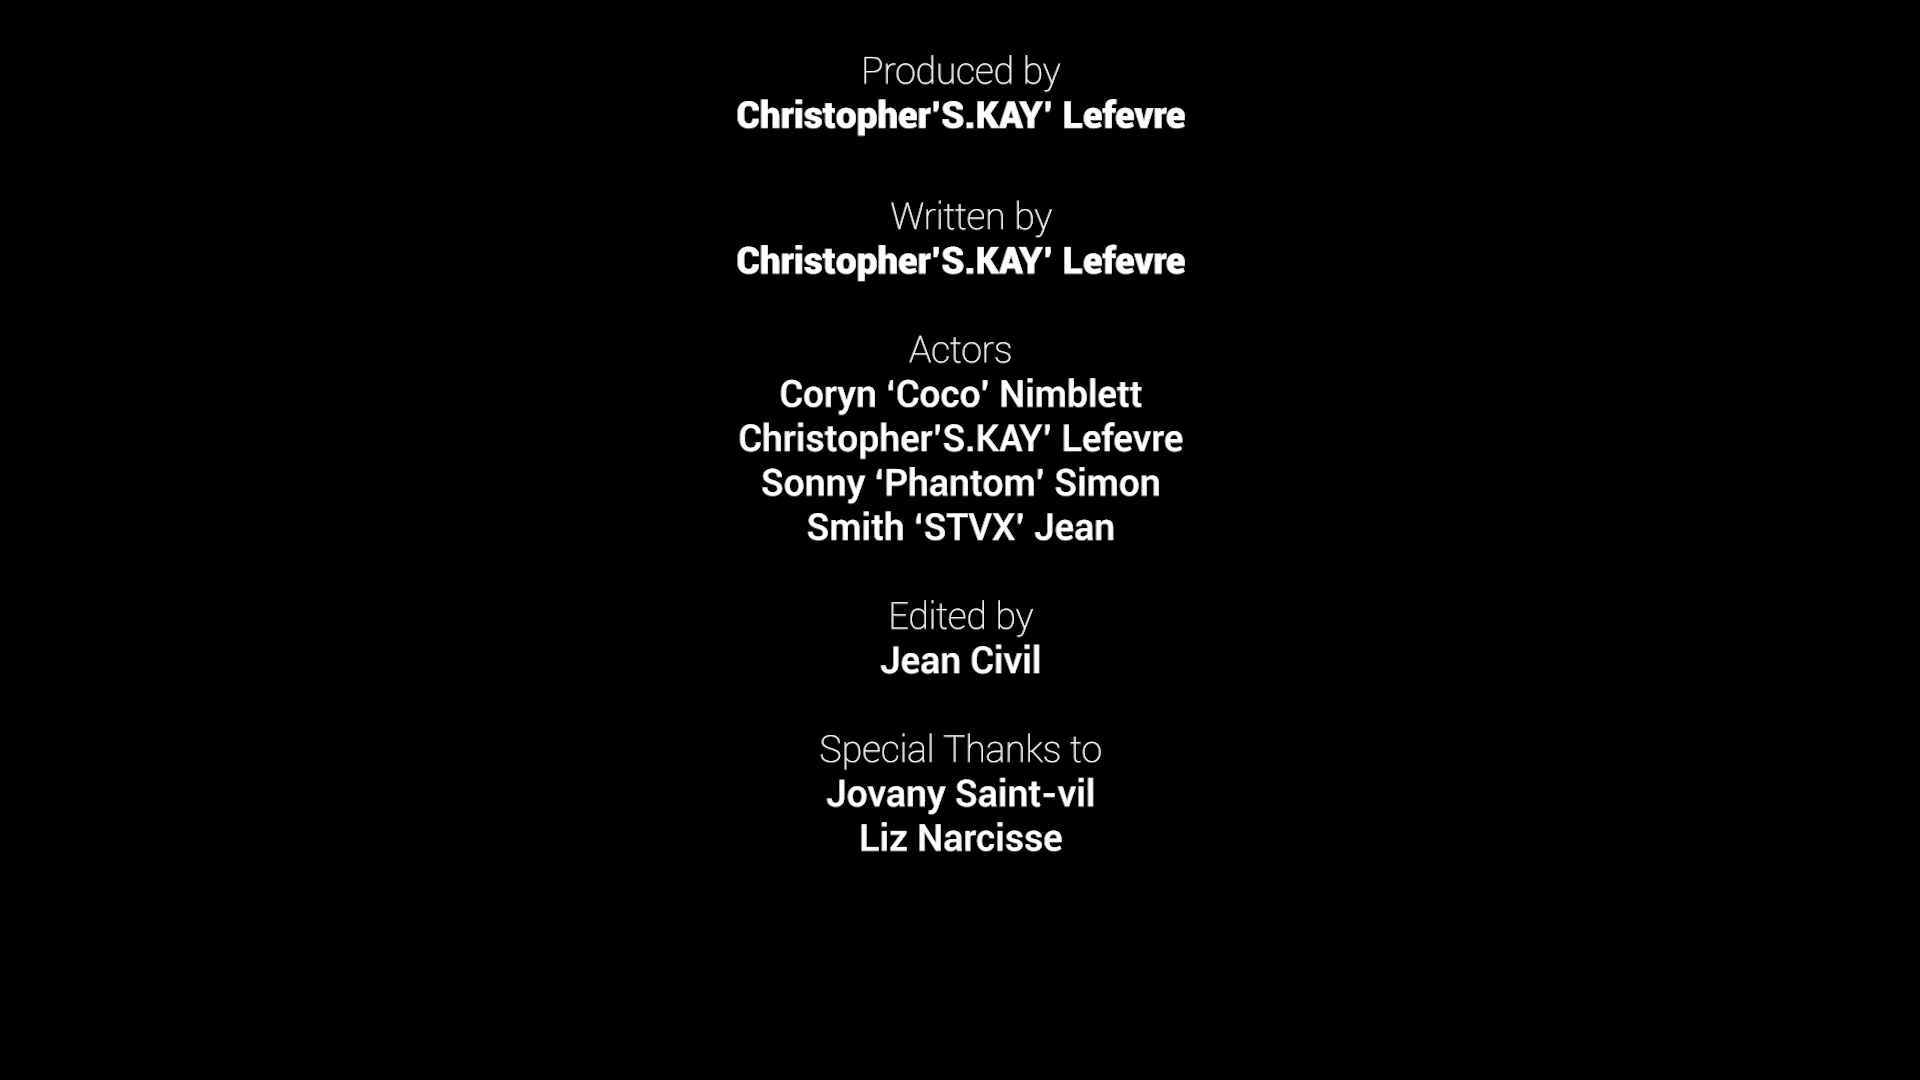 Produced by
Christopher'S.KAY' Lefevre
Written by
Christopher'S.KAY' Lefevre
Actors
Coryn ‘Coco’ Nimblett
Christopher'S.KAY' Lefevre
Sonny ‘Phantom’ Simon
Smith ‘STVX’ Jean
Edited by
Jean Civil
Special Thanks to
Jovany Saint-vil
Liz Narcisse